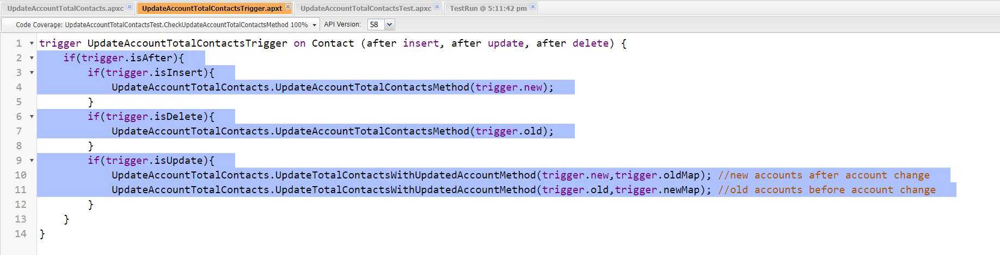 UpdateAccountTotalContacts.apxc UpdateAccountTotalContactsTrigger.apxt UpdateAccountTotalContactsTest.apxc TestRun @ 5:11:42 pm
Code Coverage: UpdateAccountTotalContactsTest.CheckUpdateAccountTotalContactsMethod 100% API Version: 58
1 trigger UpdateAccountTotalContactsTrigger on Contact (after insert, after update, after delete) {
2 if(trigger.isAfter){
3 if(trigger.isInsert){
4 UpdateAccountTotalContacts.UpdateAccountTotalContactsMethod(trigger.new);
5 }
6 if(trigger.isDelete){
7 UpdateAccountTotalContacts.UpdateAccountTotalContactsMethod(trigger.old);
8 }
9 if(trigger.isUpdate){
10 UpdateAccountTotalContacts.UpdateTotalContactsWithUpdatedAccountMethod(trigger.new,trigger.oldMap); //new accounts after account change
11 UpdateAccountTotalContacts.UpdateTotalContactsWithUpdatedAccountMethod(trigger.old,trigger.newMap); //old accounts before account change
12 }
13 }
14 }